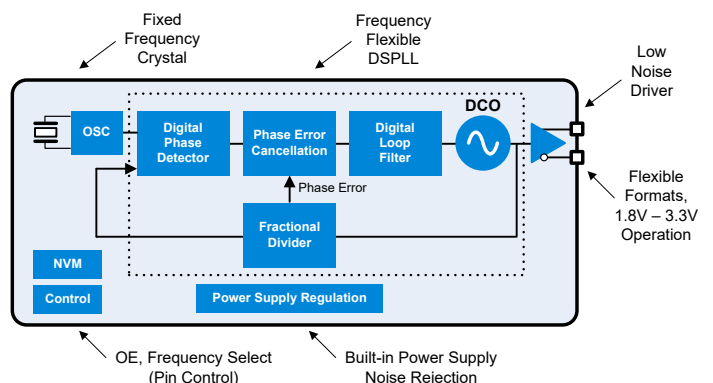 Fixed
Frequency
Crystal
Frequency
Flexible
DSPLL
Low
Noise
Driver
DCO
OSC
Digital
Phase
Detector
Phase Error
Cancellation
Digital
Loop
Filter
Phase Error
Fractional
Divider
Flexible
Formats,
1.8V – 3.3V
Operation
NVM
Control
Power Supply Regulation
OE, Frequency Select
(Pin Control)
Built-in Power Supply
Noise Rejection